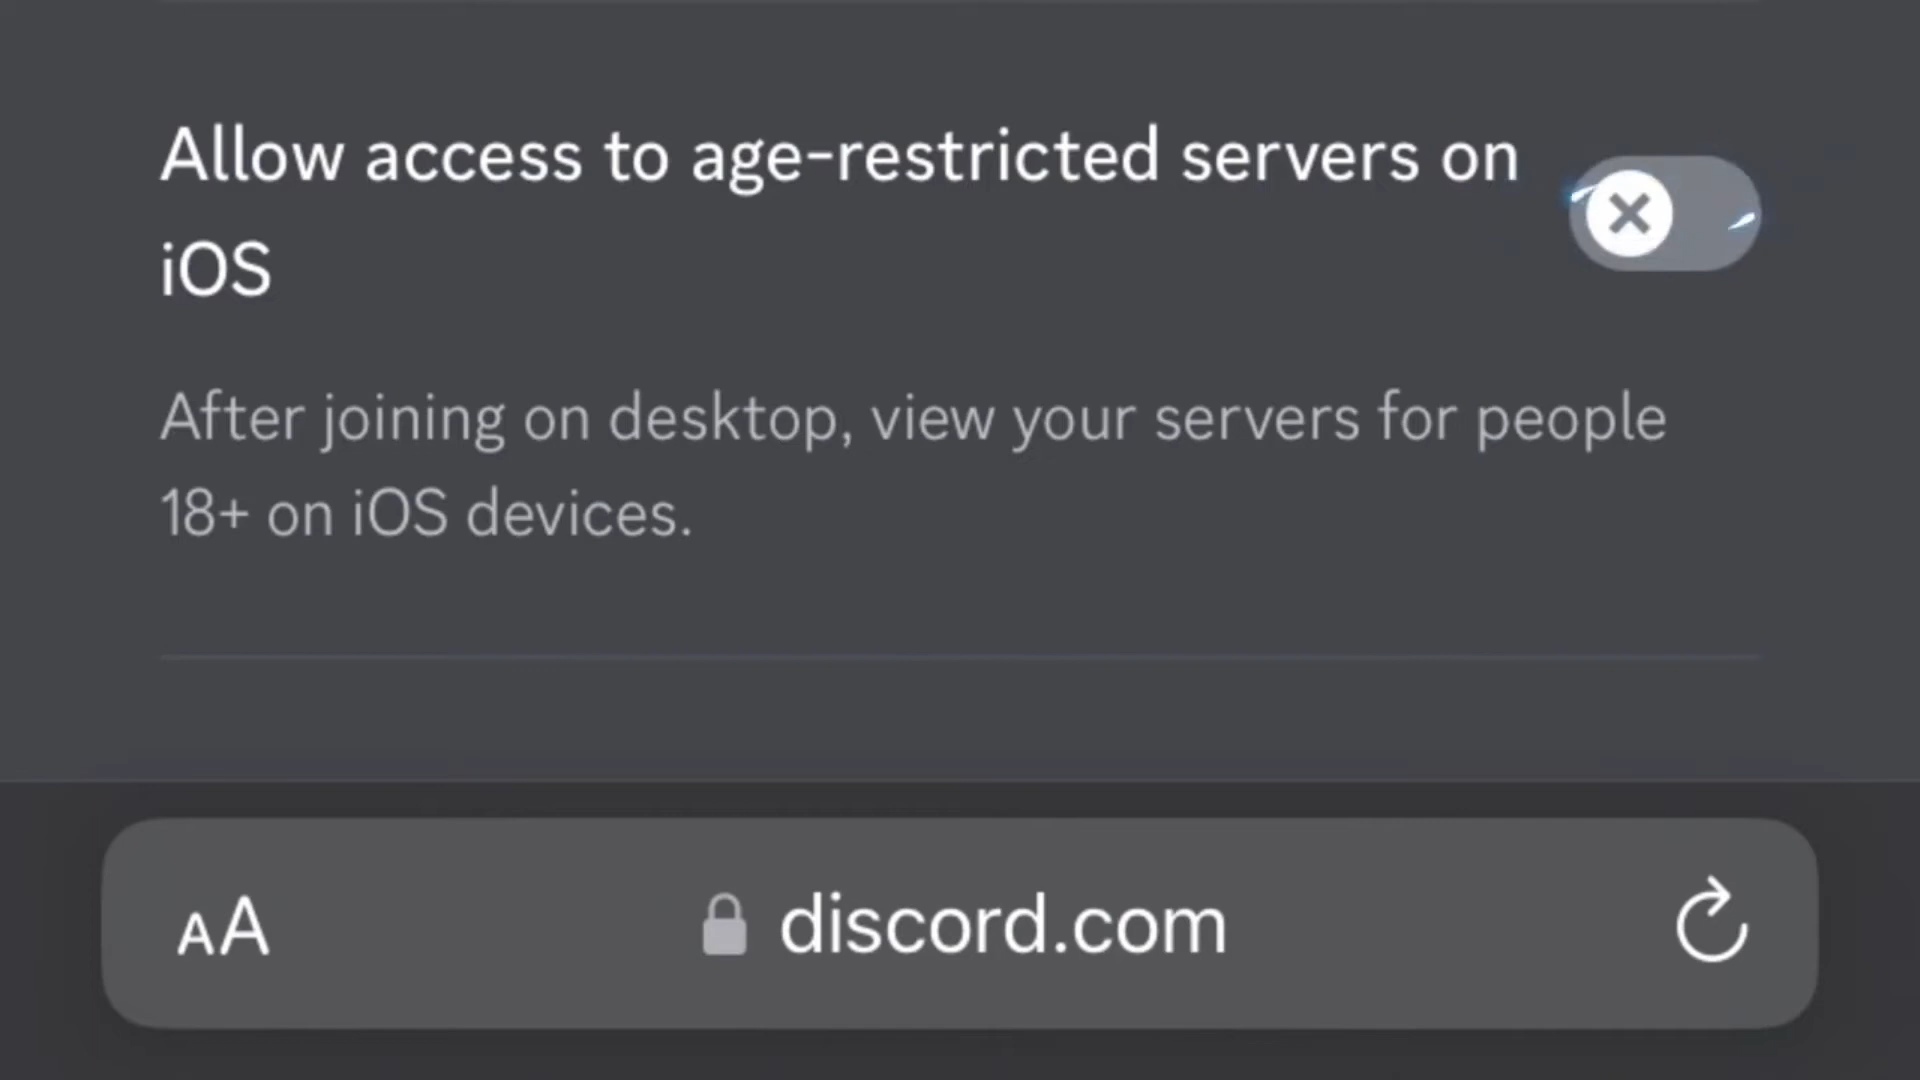 Allow access to age-restricted servers on
iOS
After joining on desktop, view your servers for people
18+ on iOS devices.
AA discord.com